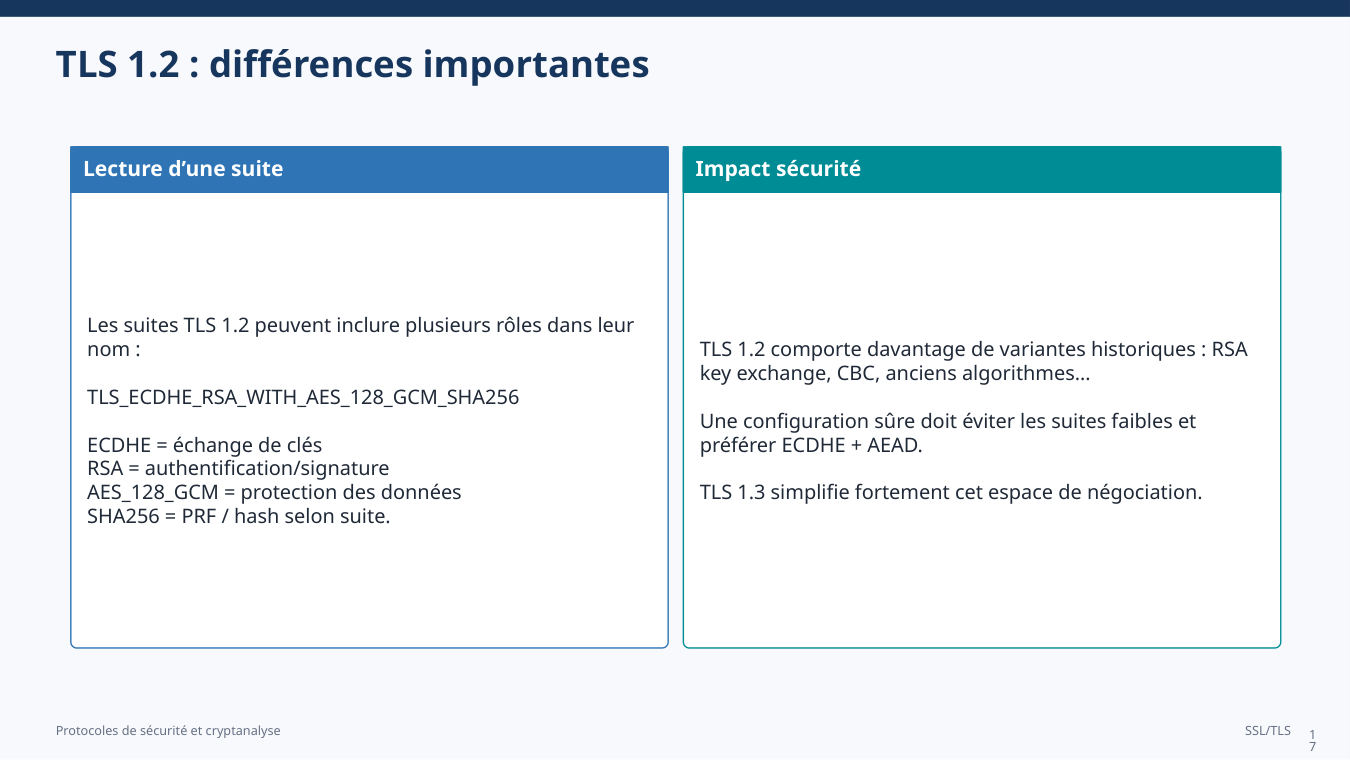 TLS 1.2 : différences importantes
Lecture d’une suite
Les suites TLS 1.2 peuvent inclure plusieurs rôles dans leur
nom :
TLS_ECDHE_RSA_WITH_AES_128_GCM_SHA256
ECDHE = échange de clés
RSA = authentification/signature
AES_128_GCM = protection des données
SHA256 = PRF / hash selon suite.
Impact sécurité
TLS 1.2 comporte davantage de variantes historiques : RSA
key exchange, CBC, anciens algorithmes…
Une configuration sûre doit éviter les suites faibles et
préférer ECDHE + AEAD.
TLS 1.3 simplifie fortement cet espace de négociation.
Protocoles de sécurité et cryptanalyse
SSL/TLS
1
7